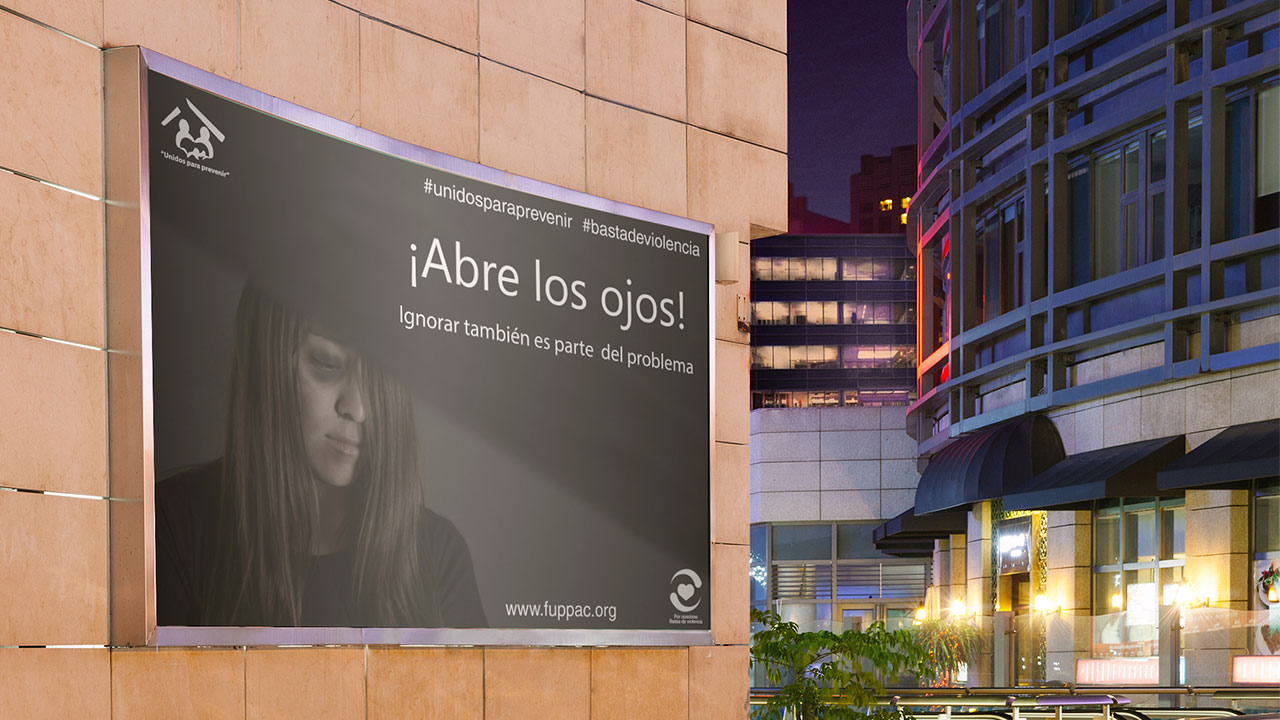 "Unidos para prevenir"
#unidosparaprevenir #bastadeviolencia
¡Abre los ojos!
Ignorar también es parte del problema
www.fuppac.org
Por nosotras
Basta de violencia